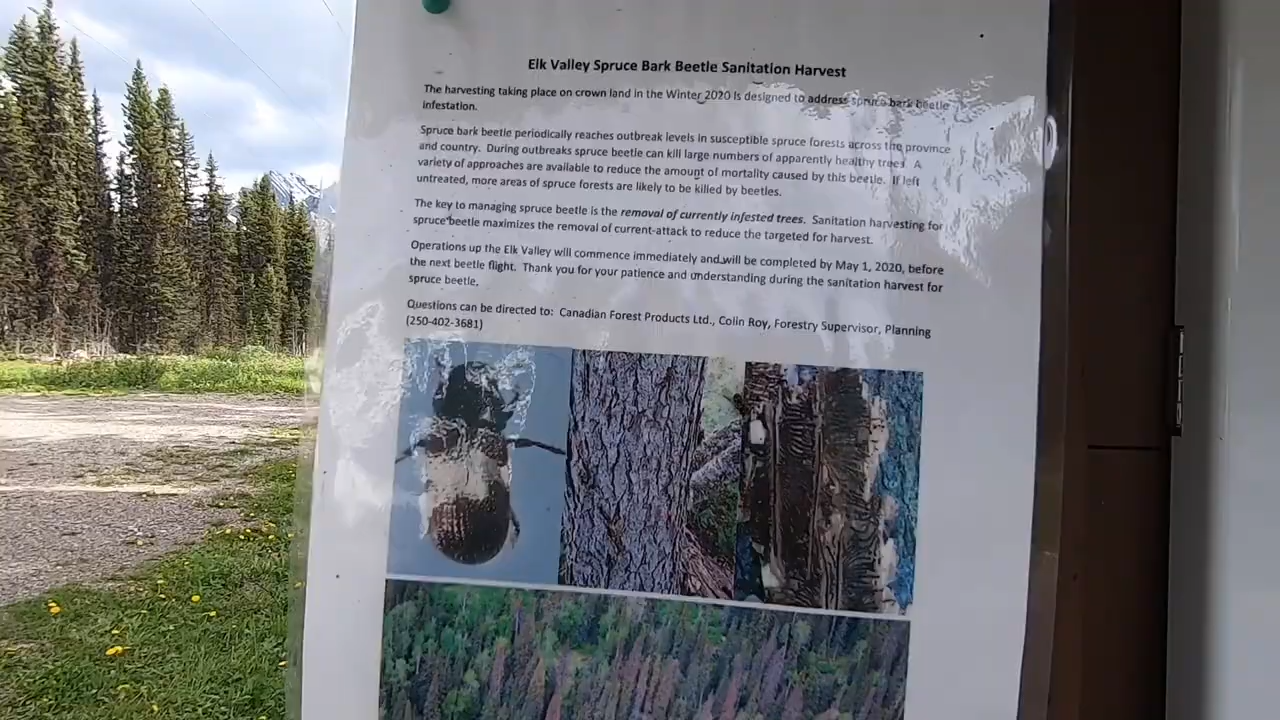 Elk Valley Spruce Bark Beetle Sanitation Harvest
The harvesting taking place on crown land in the Winter 2020 is designed to address spruce bark beetle
infestation.
Spruce bark beetle periodically reaches outbreak levels in susceptible spruce forests across the province
and country. During outbreaks spruce beetle can kill large numbers of apparently healthy trees. A
variety of approaches are available to reduce the amount of mortality caused by this beetle. If left
untreated, more areas of spruce forests are likely to be killed by beetles.
The key to managing spruce beetle is the removal of currently infested trees. Sanitation harvesting for
spruce beetle maximizes the removal of current-attack to reduce the targeted for harvest.
Operations up the Elk Valley will commence immediately and will be completed by May 1, 2020, before
the next beetle flight. Thank you for your patience and understanding during the sanitation harvest for
spruce beetle.
Questions can be directed to: Canadian Forest Products Ltd., Colin Roy, Forestry Supervisor, Planning
(250-402-3681)